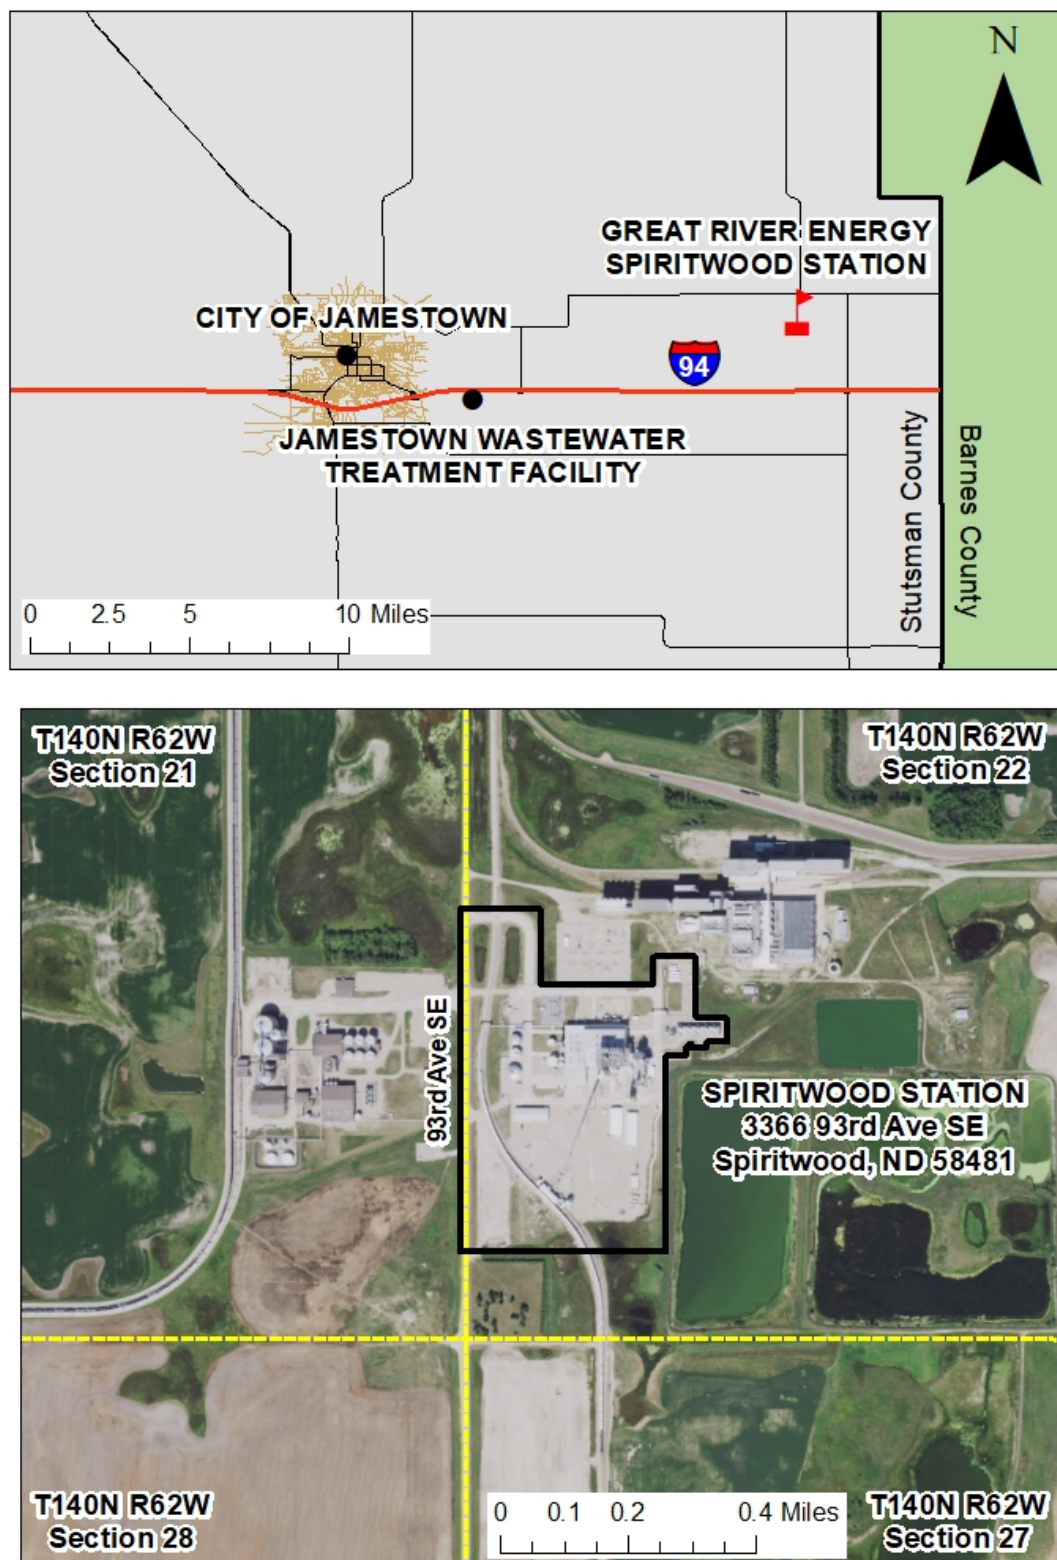 N
GREAT RIVER ENERGY
SPIRITWOOD STATION
CITY OF JAMESTOWN
94
JAMESTOWN WASTEWATER
TREATMENT FACILITY
Stutsman County
Barnes County
0 2.5 5 10 Miles
T140N R62W
Section 21
T140N R62W
Section 22
93rd Ave SE
SPIRITWOOD STATION
3366 93rd Ave SE
Spiritwood, ND 58481
T140N R62W
Section 28
0 0.1 0.2 0.4 Miles
T140N R62W
Section 27